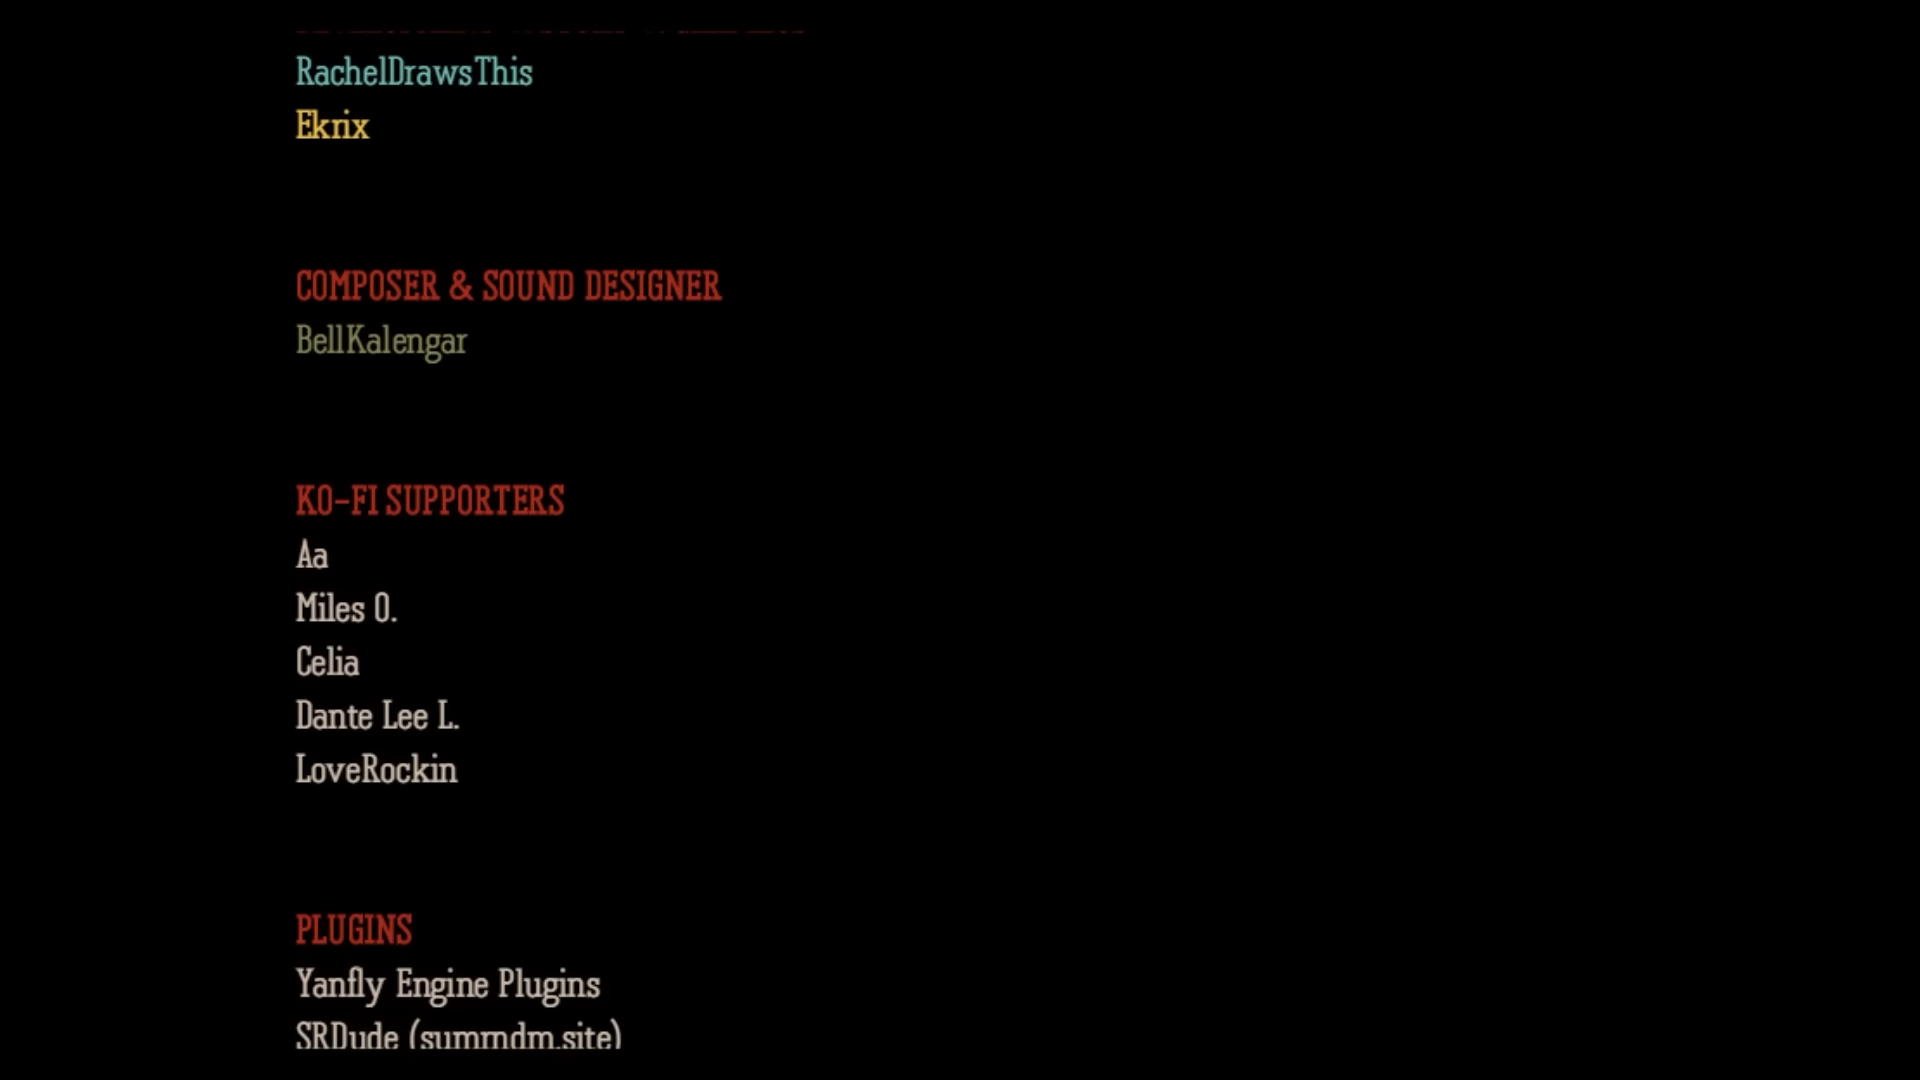 RachelDrawsThis
Ekrix
COMPOSER & SOUND DESIGNER
BellKalengar
KO-FI SUPPORTERS
Aa
Miles O.
Celia
Dante Lee L.
LoveRockin
PLUGINS
Yanfly Engine Plugins
SRDude (sumrndm.site)